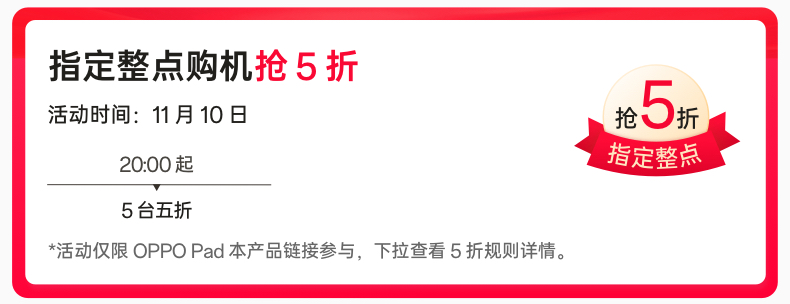 指定整点购机抢 5 折
活动时间：11 月 10 日
20:00 起
5 台五折
*活动仅限 OPPO Pad 本产品链接参与，下拉查看 5 折规则详情。
抢5折
指定整点